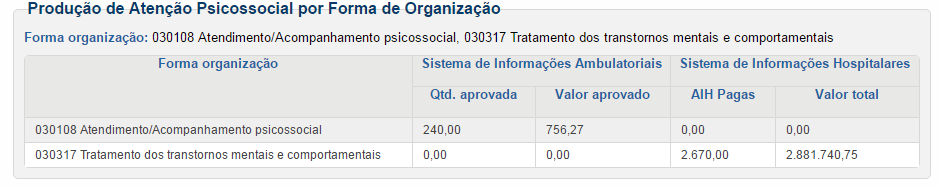 Produção de Atenção Psicossocial por Forma de Organização
Forma organização: 030108 Atendimento/Acompanhamento psicossocial, 030317 Tratamento dos transtornos mentais e comportamentais
Forma organização Sistema de Informações Ambulatoriais Sistema de Informações Hospitalares
Qtd. aprovada Valor aprovado AIH Pagas Valor total
030108 Atendimento/Acompanhamento psicossocial 240,00 756,27 0,00 0,00
030317 Tratamento dos transtornos mentais e comportamentais 0,00 0,00 2.670,00 2.881.740,75